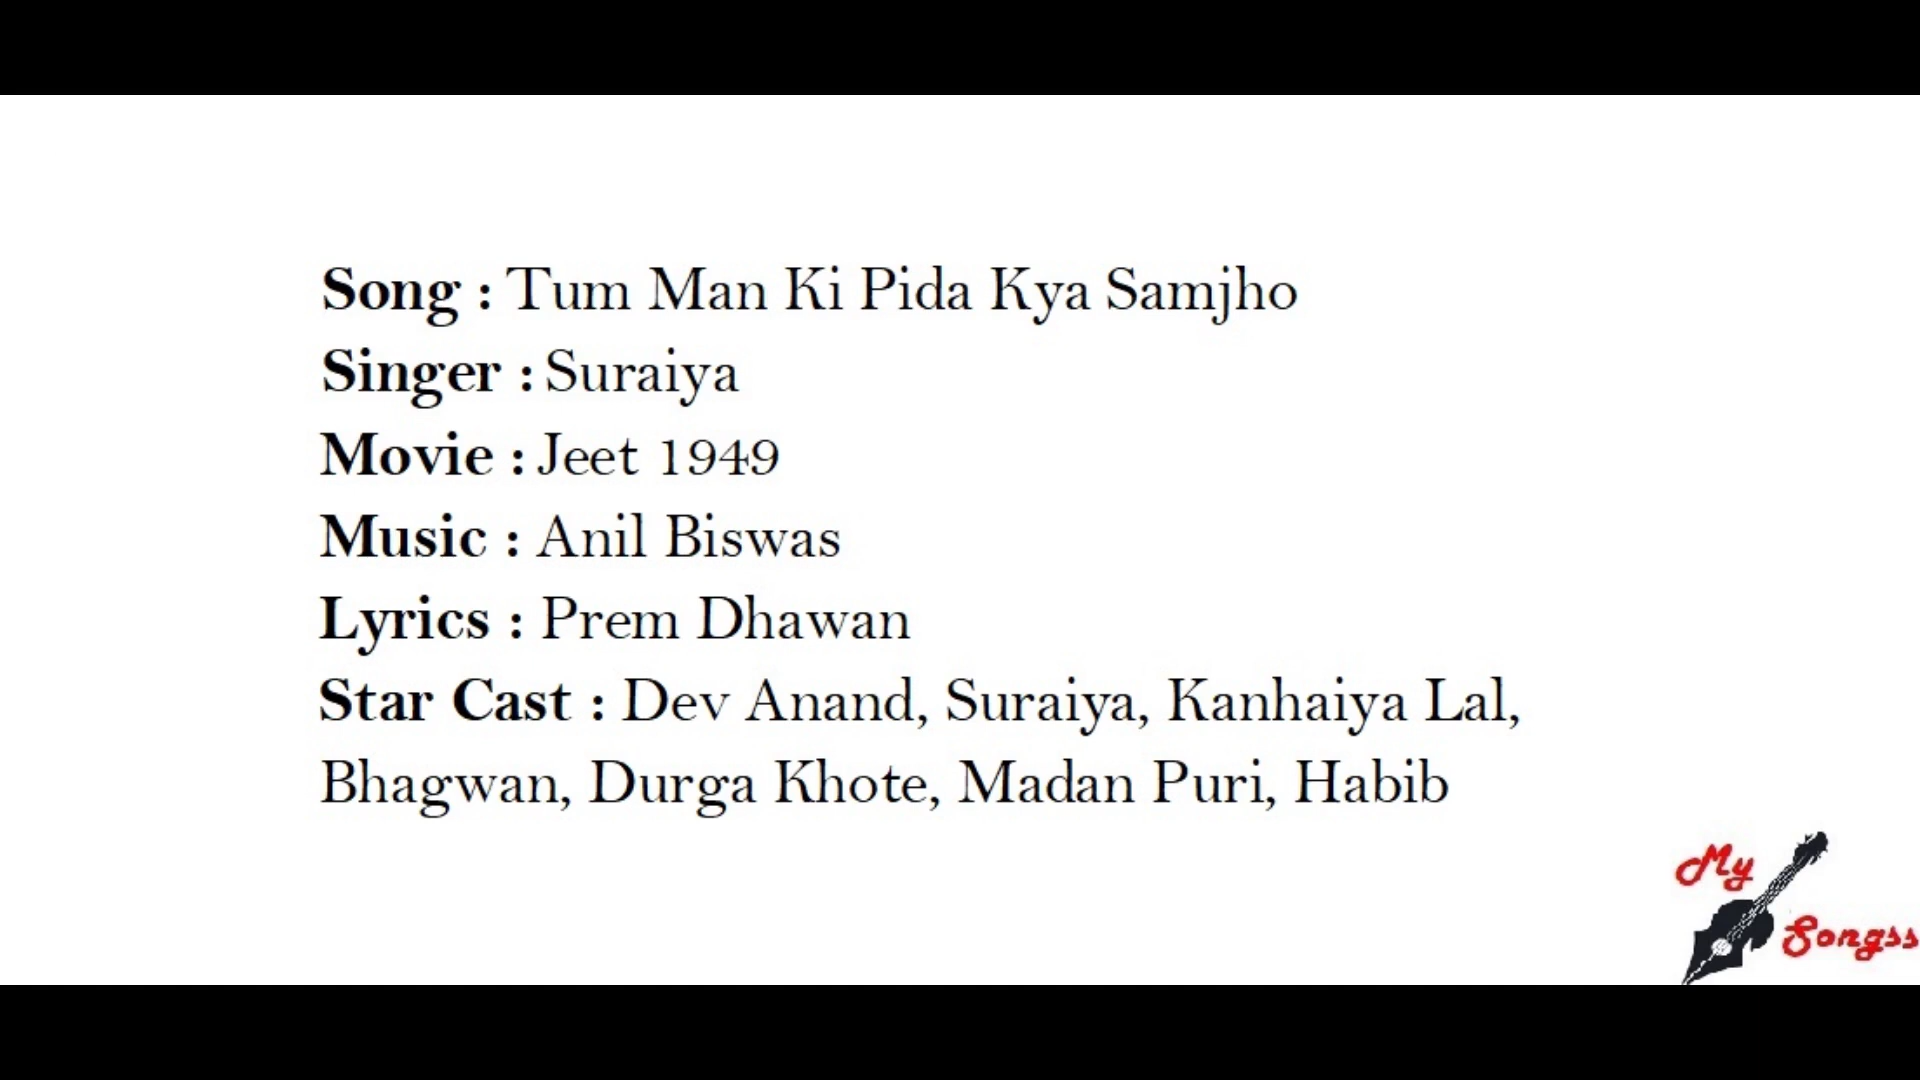 Song : Tum Man Ki Pida Kya Samjho
Singer : Suraiya
Movie : Jeet 1949
Music : Anil Biswas
Lyrics : Prem Dhawan
Star Cast : Dev Anand, Suraiya, Kanhaiya Lal,
Bhagwan, Durga Khote, Madan Puri, Habib
My
Songss